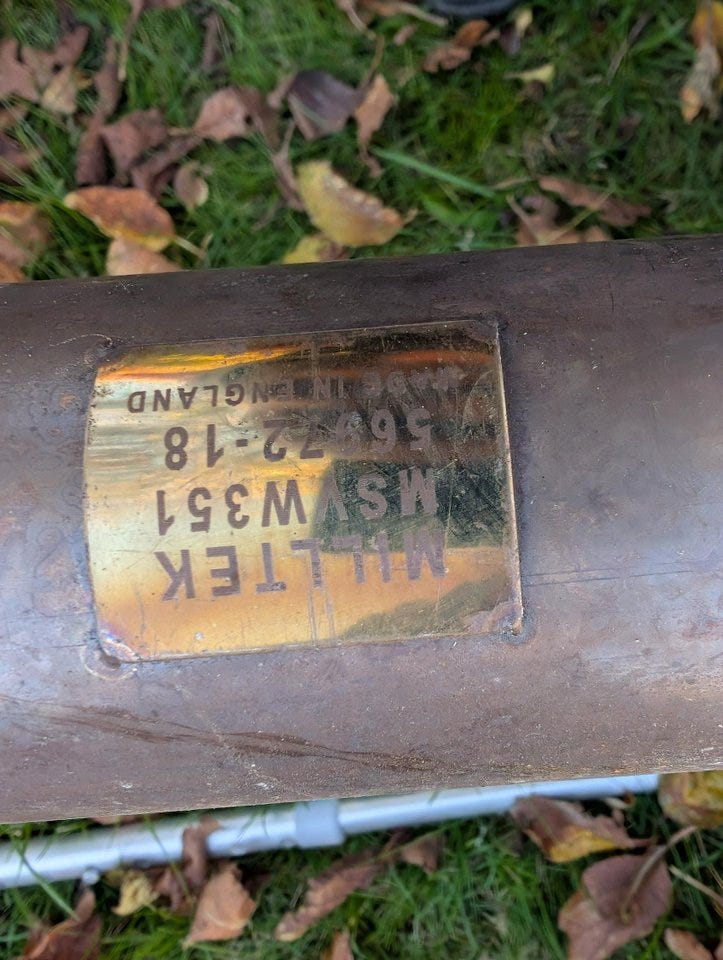 MILLTEK
MSVW351
56972-18
MADE IN ENGLAND